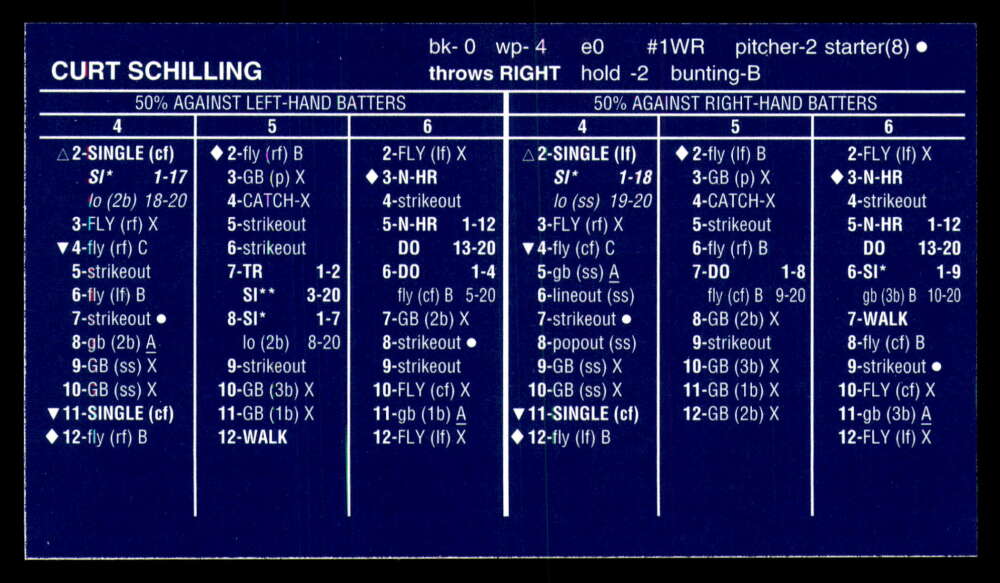 bk- 0 wp- 4 e0 #1WR pitcher-2 starter(8) ●
CURT SCHILLING throws RIGHT hold -2 bunting-B
50% AGAINST LEFT-HAND BATTERS
4
△2-SINGLE (cf)
SI* 1-17
lo (2b) 18-20
3-FLY (rf) X
▼4-fly (rf) C
5-strikeout
6-fly (lf) B
7-strikeout ●
8-gb (2b) A
9-GB (ss) X
10-GB (ss) X
▼11-SINGLE (cf)
◆12-fly (rf) B
5
◆2-fly (rf) B
3-GB (p) X
4-CATCH-X
5-strikeout
6-strikeout
7-TR 1-2
SI** 3-20
8-SI* 1-7
lo (2b) 8-20
9-strikeout
10-GB (3b) X
11-GB (1b) X
12-WALK
6
2-FLY (lf) X
◆3-N-HR
4-strikeout
5-N-HR 1-12
DO 13-20
6-DO 1-4
fly (cf) B 5-20
7-GB (2b) X
8-strikeout ●
9-strikeout
10-FLY (cf) X
11-gb (1b) A
12-FLY (lf) X
50% AGAINST RIGHT-HAND BATTERS
4
△2-SINGLE (lf)
SI* 1-18
lo (ss) 19-20
3-FLY (rf) X
▼4-fly (cf) C
5-gb (ss) A
6-lineout (ss)
7-strikeout ●
8-popout (ss)
9-GB (ss) X
10-GB (ss) X
▼11-SINGLE (cf)
◆12-fly (lf) B
5
◆2-fly (lf) B
3-GB (p) X
4-CATCH-X
5-strikeout
6-fly (rf) B
7-DO 1-8
fly (cf) B 9-20
8-GB (2b) X
9-strikeout
10-GB (3b) X
11-GB (1b) X
12-GB (2b) X
6
2-FLY (lf) X
◆3-N-HR
4-strikeout
5-N-HR 1-12
DO 13-20
6-SI* 1-9
gb (3b) B 10-20
7-WALK
8-fly (cf) B
9-strikeout ●
10-FLY (cf) X
11-gb (3b) A
12-FLY (lf) X